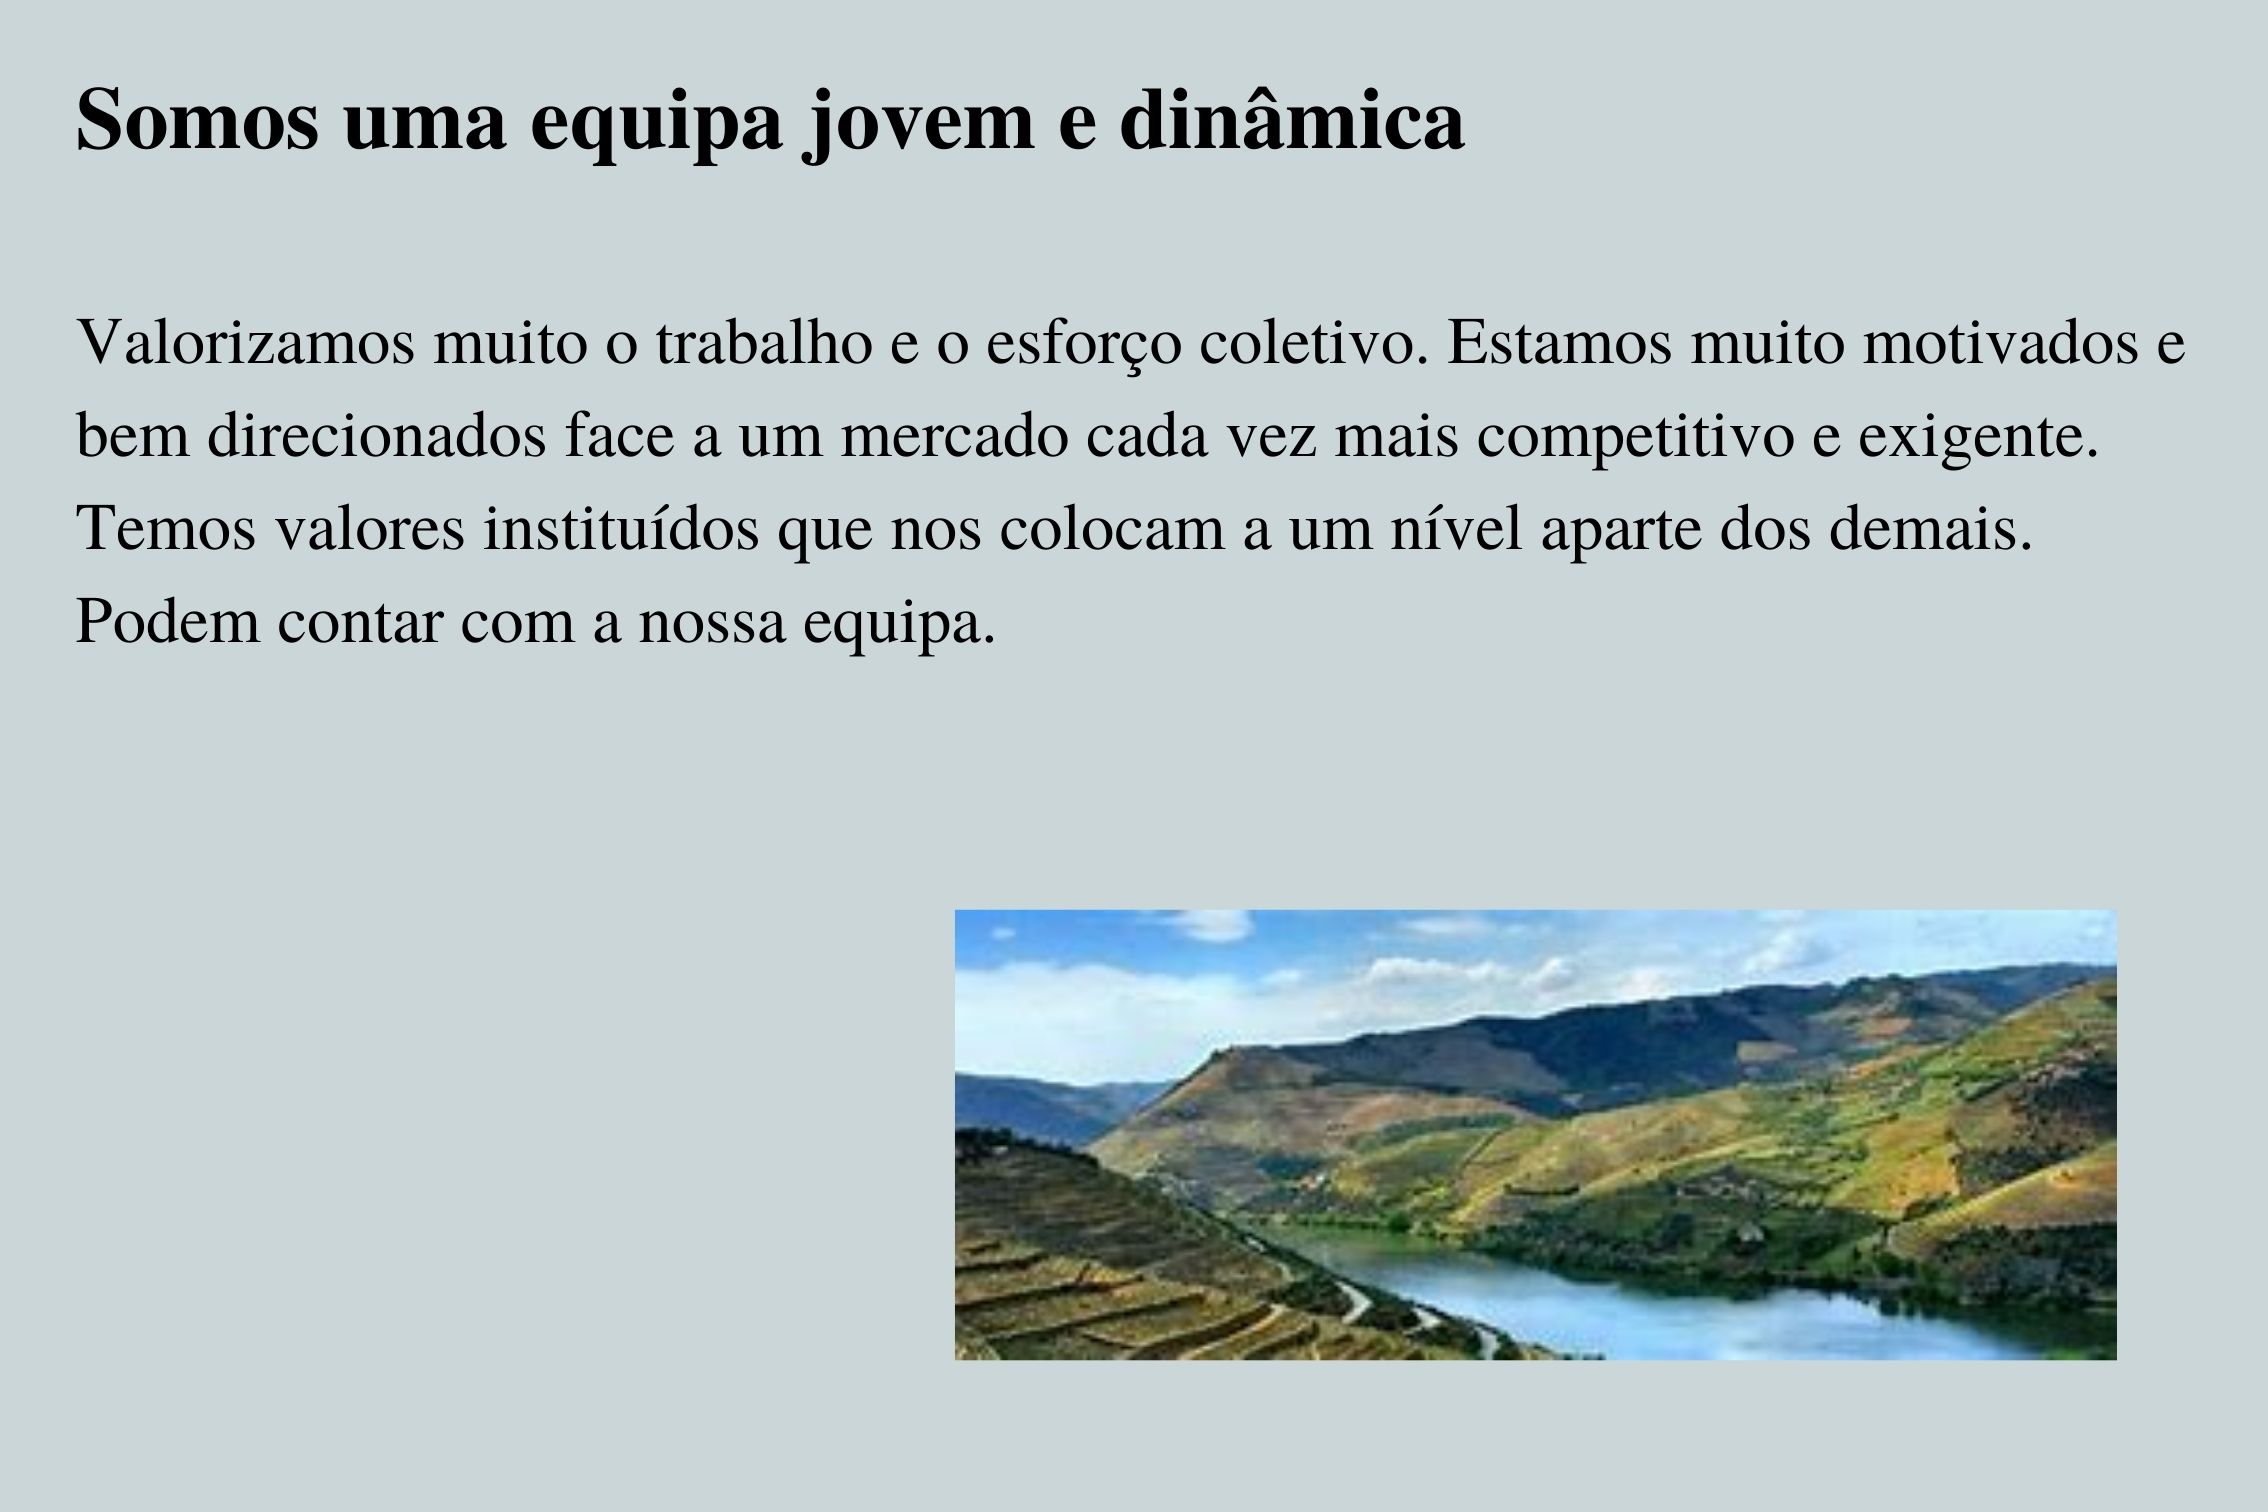 Somos uma equipa jovem e dinâmica
Valorizamos muito o trabalho e o esforço coletivo. Estamos muito motivados e
bem direcionados face a um mercado cada vez mais competitivo e exigente.
Temos valores instituídos que nos colocam a um nível aparte dos demais.
Podem contar com a nossa equipa.